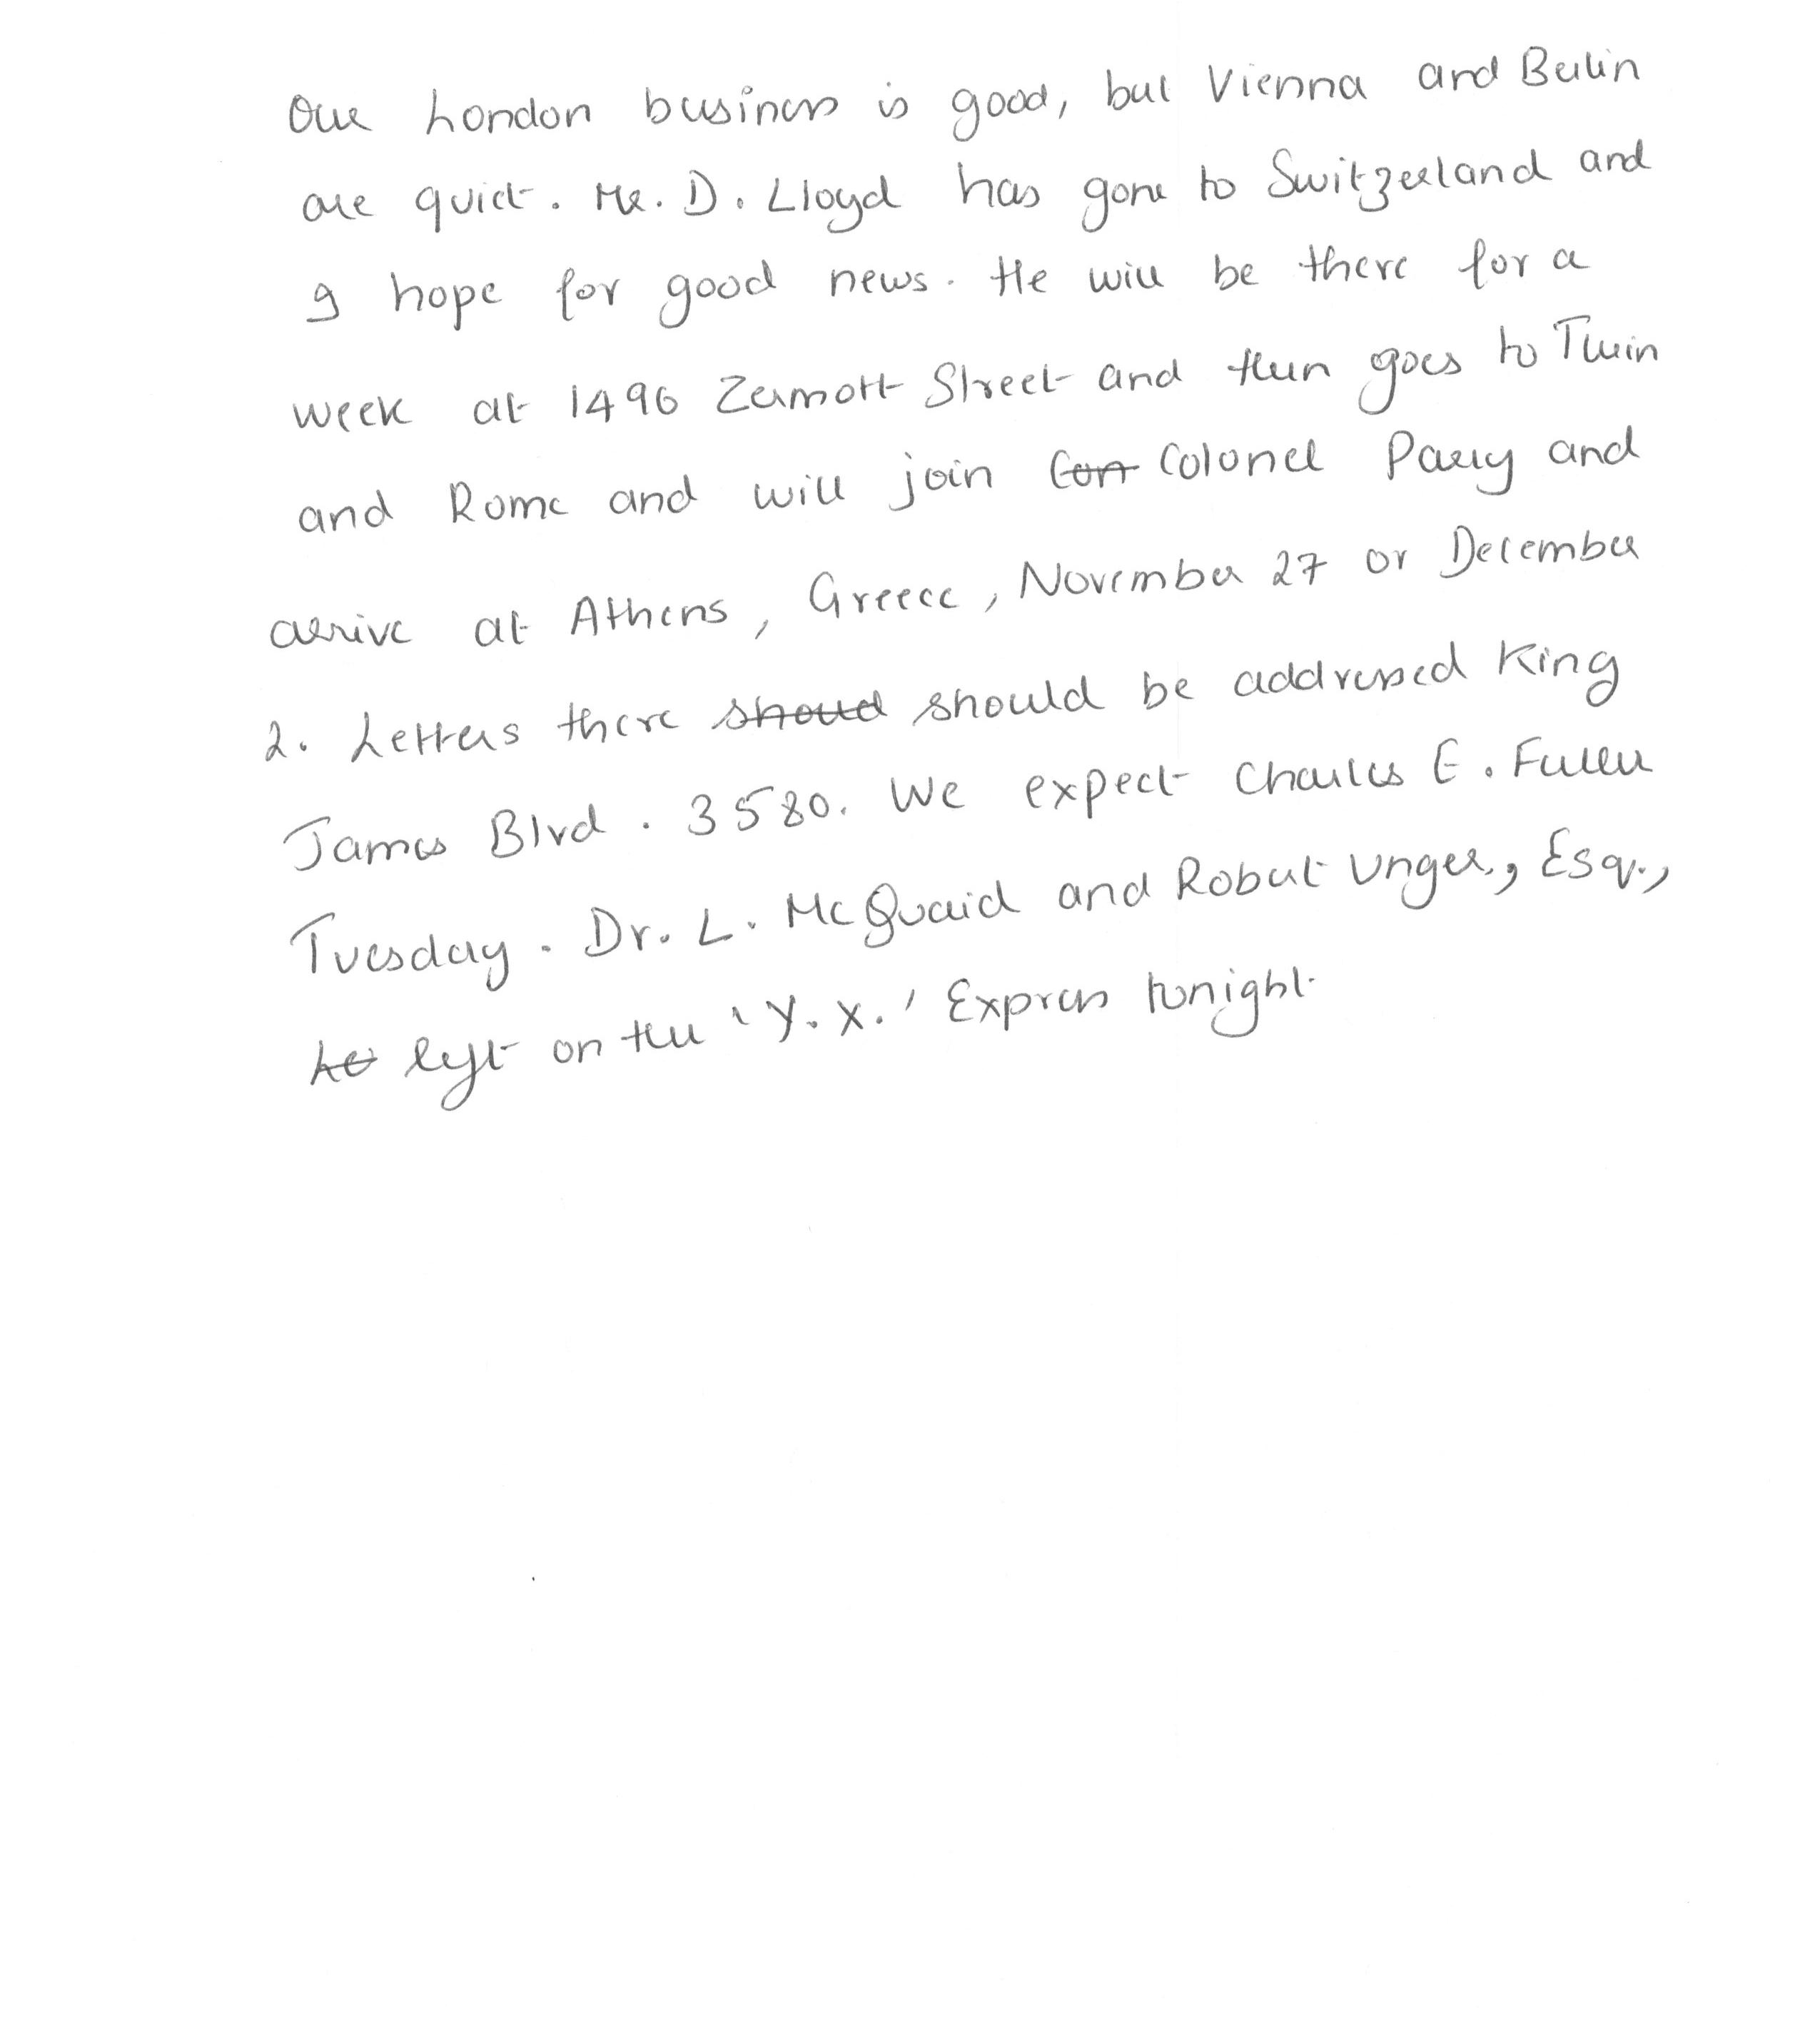 Our London business is good, but Vienna and Berlin
are quiet. Mr. D. Lloyd has gone to Switzerland and
I hope for good news. He will be there for a
week at 1496 Zermott Street and then goes to Turin
and Rome and will join Colonel Parry and
arrive at Athens, Greece, November 27 or December
2. Letters there should be addressed King
James Blvd. 3580. We expect Charles E. Fuller
Tuesday. Dr. L. McQuaid and Robert Unger., Esq.,
left on the 'Y.X.' Express tonight.